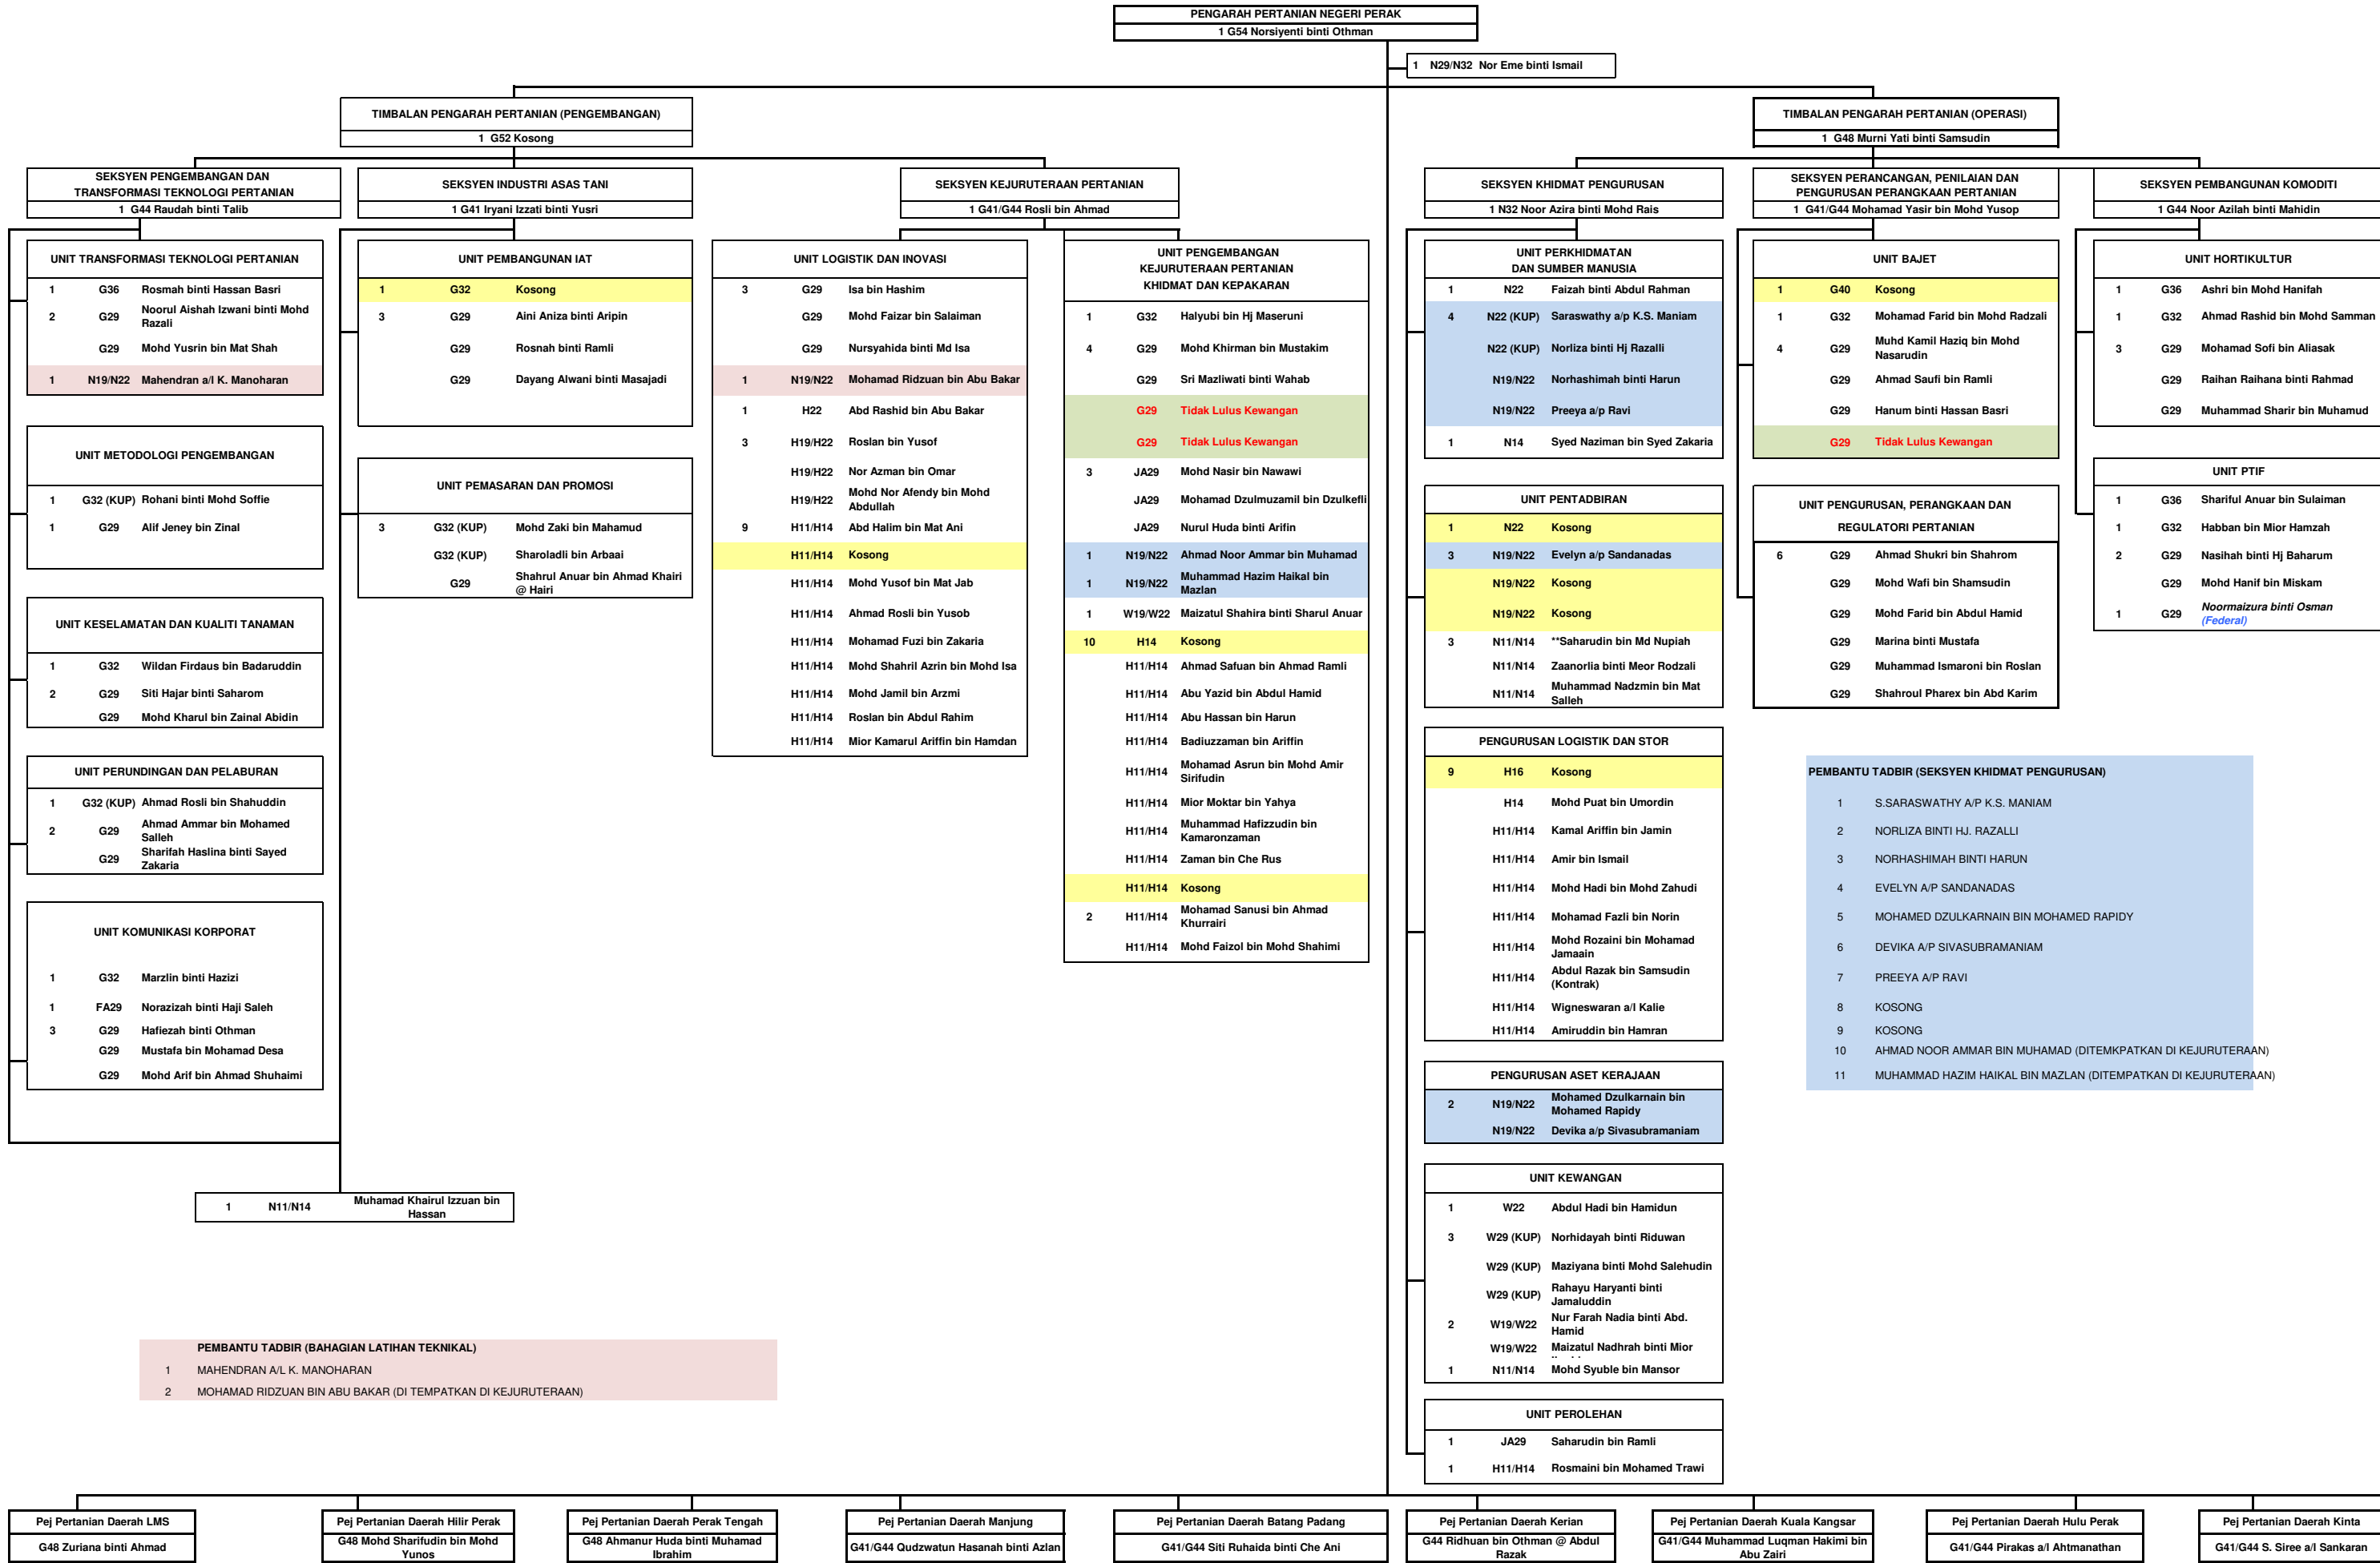 PENGARAH PERTANIAN NEGERI PERAK
1 G54 Norsiyenti binti Othman
1 N29/N32 Nor Eme binti Ismail
TIMBALAN PENGARAH PERTANIAN (PENGEMBANGAN)
1 G52 Kosong
TIMBALAN PENGARAH PERTANIAN (OPERASI)
1 G48 Murni Yati binti Samsudin
SEKSYEN PENGEMBANGAN DAN
TRANSFORMASI TEKNOLOGI PERTANIAN
1 G44 Raudah binti Talib
UNIT TRANSFORMASI TEKNOLOGI PERTANIAN
1 G36 Rosmah binti Hassan Basri
2 G29 Noorul Aishah Izwani binti Mohd
Razali
G29 Mohd Yusrin bin Mat Shah
1 N19/N22 Mahendran a/l K. Manoharan
UNIT METODOLOGI PENGEMBANGAN
1 G32 (KUP) Rohani binti Mohd Soffie
1 G29 Alif Jeney bin Zinal
UNIT KESELAMATAN DAN KUALITI TANAMAN
1 G32 Wildan Firdaus bin Badaruddin
2 G29 Siti Hajar binti Saharom
G29 Mohd Kharul bin Zainal Abidin
UNIT PERUNDINGAN DAN PELABURAN
1 G32 (KUP) Ahmad Rosli bin Shahuddin
2 G29 Ahmad Ammar bin Mohamed
Salleh
G29 Sharifah Haslina binti Sayed
Zakaria
UNIT KOMUNIKASI KORPORAT
1 G32 Marzlin binti Hazizi
1 FA29 Norazizah binti Haji Saleh
3 G29 Hafiezah binti Othman
G29 Mustafa bin Mohamad Desa
G29 Mohd Arif bin Ahmad Shuhaimi
SEKSYEN INDUSTRI ASAS TANI
1 G41 Iryani Izzati binti Yusri
UNIT PEMBANGUNAN IAT
1 G32 Kosong
3 G29 Aini Aniza binti Aripin
G29 Rosnah binti Ramli
G29 Dayang Alwani binti Masajadi
UNIT PEMASARAN DAN PROMOSI
3 G32 (KUP) Mohd Zaki bin Mahamud
G32 (KUP) Sharoladli bin Arbaai
G29 Shahrul Anuar bin Ahmad Khairi
@ Hairi
1 N11/N14 Muhamad Khairul Izzuan bin
Hassan
SEKSYEN KEJURUTERAAN PERTANIAN
1 G41/G44 Rosli bin Ahmad
UNIT LOGISTIK DAN INOVASI
3 G29 Isa bin Hashim
G29 Mohd Faizar bin Salaiman
G29 Nursyahida binti Md Isa
1 N19/N22 Mohamad Ridzuan bin Abu Bakar
1 H22 Abd Rashid bin Abu Bakar
3 H19/H22 Roslan bin Yusof
H19/H22 Nor Azman bin Omar
H19/H22 Mohd Nor Afendy bin Mohd
Abdullah
9 H11/H14 Abd Halim bin Mat Ani
H11/H14 Kosong
H11/H14 Mohd Yusof bin Mat Jab
H11/H14 Ahmad Rosli bin Yusob
H11/H14 Mohamad Fuzi bin Zakaria
H11/H14 Mohd Shahril Azrin bin Mohd Isa
H11/H14 Mohd Jamil bin Arzmi
H11/H14 Roslan bin Abdul Rahim
H11/H14 Mior Kamarul Ariffin bin Hamdan
UNIT PENGEMBANGAN
KEJURUTERAAN PERTANIAN
KHIDMAT DAN KEPAKARAN
1 G32 Halyubi bin Hj Maseruni
4 G29 Mohd Khirman bin Mustakim
G29 Sri Mazliwati binti Wahab
G29 Tidak Lulus Kewangan
G29 Tidak Lulus Kewangan
3 JA29 Mohd Nasir bin Nawawi
JA29 Mohamad Dzulmuzamil bin Dzulkefli
JA29 Nurul Huda binti Arifin
1 N19/N22 Ahmad Noor Ammar bin Muhamad
1 N19/N22 Muhammad Hazim Haikal bin
Mazlan
1 W19/W22 Maizatul Shahira binti Sharul Anuar
10 H14 Kosong
H11/H14 Ahmad Safuan bin Ahmad Ramli
H11/H14 Abu Yazid bin Abdul Hamid
H11/H14 Abu Hassan bin Harun
H11/H14 Badiuzzaman bin Ariffin
H11/H14 Mohamad Asrun bin Mohd Amir
Sirifudin
H11/H14 Mior Moktar bin Yahya
H11/H14 Muhammad Hafizzudin bin
Kamaronzaman
H11/H14 Zaman bin Che Rus
H11/H14 Kosong
2 H11/H14 Mohamad Sanusi bin Ahmad
Khurrairi
H11/H14 Mohd Faizol bin Mohd Shahimi
SEKSYEN KHIDMAT PENGURUSAN
1 N32 Noor Azira binti Mohd Rais
UNIT PERKHIDMATAN
DAN SUMBER MANUSIA
1 N22 Faizah binti Abdul Rahman
4 N22 (KUP) Saraswathy a/p K.S. Maniam
N22 (KUP) Norliza binti Hj Razalli
N19/N22 Norhashimah binti Harun
N19/N22 Preeya a/p Ravi
1 N14 Syed Naziman bin Syed Zakaria
UNIT PENTADBIRAN
1 N22 Kosong
3 N19/N22 Evelyn a/p Sandanadas
N19/N22 Kosong
N19/N22 Kosong
3 N11/N14 **Saharudin bin Md Nupiah
N11/N14 Zaanorlia binti Meor Rodzali
N11/N14 Muhammad Nadzmin bin Mat
Salleh
PENGURUSAN LOGISTIK DAN STOR
9 H16 Kosong
H14 Mohd Puat bin Umordin
H11/H14 Kamal Ariffin bin Jamin
H11/H14 Amir bin Ismail
H11/H14 Mohd Hadi bin Mohd Zahudi
H11/H14 Mohamad Fazli bin Norin
H11/H14 Mohd Rozaini bin Mohamad
Jamaain
H11/H14 Abdul Razak bin Samsudin
(Kontrak)
H11/H14 Wigneswaran a/l Kalie
H11/H14 Amiruddin bin Hamran
PENGURUSAN ASET KERAJAAN
2 N19/N22 Mohamed Dzulkarnain bin
Mohamed Rapidy
N19/N22 Devika a/p Sivasubramaniam
UNIT KEWANGAN
1 W22 Abdul Hadi bin Hamidun
3 W29 (KUP) Norhidayah binti Riduwan
W29 (KUP) Maziyana binti Mohd Salehudin
W29 (KUP) Rahayu Haryanti binti
Jamaluddin
2 W19/W22 Nur Farah Nadia binti Abd.
Hamid
W19/W22 Maizatul Nadhrah binti Mior
1 N11/N14 Mohd Syuble bin Mansor
UNIT PEROLEHAN
1 JA29 Saharudin bin Ramli
1 H11/H14 Rosmaini bin Mohamed Trawi
SEKSYEN PERANCANGAN, PENILAIAN DAN
PENGURUSAN PERANGKAAN PERTANIAN
1 G41/G44 Mohamad Yasir bin Mohd Yusop
UNIT BAJET
1 G40 Kosong
1 G32 Mohamad Farid bin Mohd Radzali
4 G29 Muhd Kamil Haziq bin Mohd
Nasarudin
G29 Ahmad Saufi bin Ramli
G29 Hanum binti Hassan Basri
G29 Tidak Lulus Kewangan
UNIT PENGURUSAN, PERANGKAAN DAN
REGULATORI PERTANIAN
6 G29 Ahmad Shukri bin Shahrom
G29 Mohd Wafi bin Shamsudin
G29 Mohd Farid bin Abdul Hamid
G29 Marina binti Mustafa
G29 Muhammad Ismaroni bin Roslan
G29 Shahroul Pharex bin Abd Karim
SEKSYEN PEMBANGUNAN KOMODITI
1 G44 Noor Azilah binti Mahidin
UNIT HORTIKULTUR
1 G36 Ashri bin Mohd Hanifah
1 G32 Ahmad Rashid bin Mohd Samman
3 G29 Mohamad Sofi bin Aliasak
G29 Raihan Raihana binti Rahmad
G29 Muhammad Sharir bin Muhamud
UNIT PTIF
1 G36 Shariful Anuar bin Sulaiman
1 G32 Habban bin Mior Hamzah
2 G29 Nasihah binti Hj Baharum
G29 Mohd Hanif bin Miskam
1 G29 Noormaizura binti Osman
(Federal)
PEMBANTU TADBIR (SEKSYEN KHIDMAT PENGURUSAN)
1 S.SARASWATHY A/P K.S. MANIAM
2 NORLIZA BINTI HJ. RAZALLI
3 NORHASHIMAH BINTI HARUN
4 EVELYN A/P SANDANADAS
5 MOHAMED DZULKARNAIN BIN MOHAMED RAPIDY
6 DEVIKA A/P SIVASUBRAMANIAM
7 PREEYA A/P RAVI
8 KOSONG
9 KOSONG
10 AHMAD NOOR AMMAR BIN MUHAMAD (DITEMKPATKAN DI KEJURUTERAAN)
11 MUHAMMAD HAZIM HAIKAL BIN MAZLAN (DITEMPATKAN DI KEJURUTERAAN)
PEMBANTU TADBIR (BAHAGIAN LATIHAN TEKNIKAL)
1 MAHENDRAN A/L K. MANOHARAN
2 MOHAMAD RIDZUAN BIN ABU BAKAR (DI TEMPATKAN DI KEJURUTERAAN)
Pej Pertanian Daerah LMS
G48 Zuriana binti Ahmad
Pej Pertanian Daerah Hilir Perak
G48 Mohd Sharifudin bin Mohd
Yunos
Pej Pertanian Daerah Perak Tengah
G48 Ahmanur Huda binti Muhamad
Ibrahim
Pej Pertanian Daerah Manjung
G41/G44 Qudzwatun Hasanah binti Azlan
Pej Pertanian Daerah Batang Padang
G41/G44 Siti Ruhaida binti Che Ani
Pej Pertanian Daerah Kerian
G44 Ridhuan bin Othman @ Abdul
Razak
Pej Pertanian Daerah Kuala Kangsar
G41/G44 Muhammad Luqman Hakimi bin
Abu Zairi
Pej Pertanian Daerah Hulu Perak
G41/G44 Pirakas a/l Ahtmanathan
Pej Pertanian Daerah Kinta
G41/G44 S. Siree a/l Sankaran